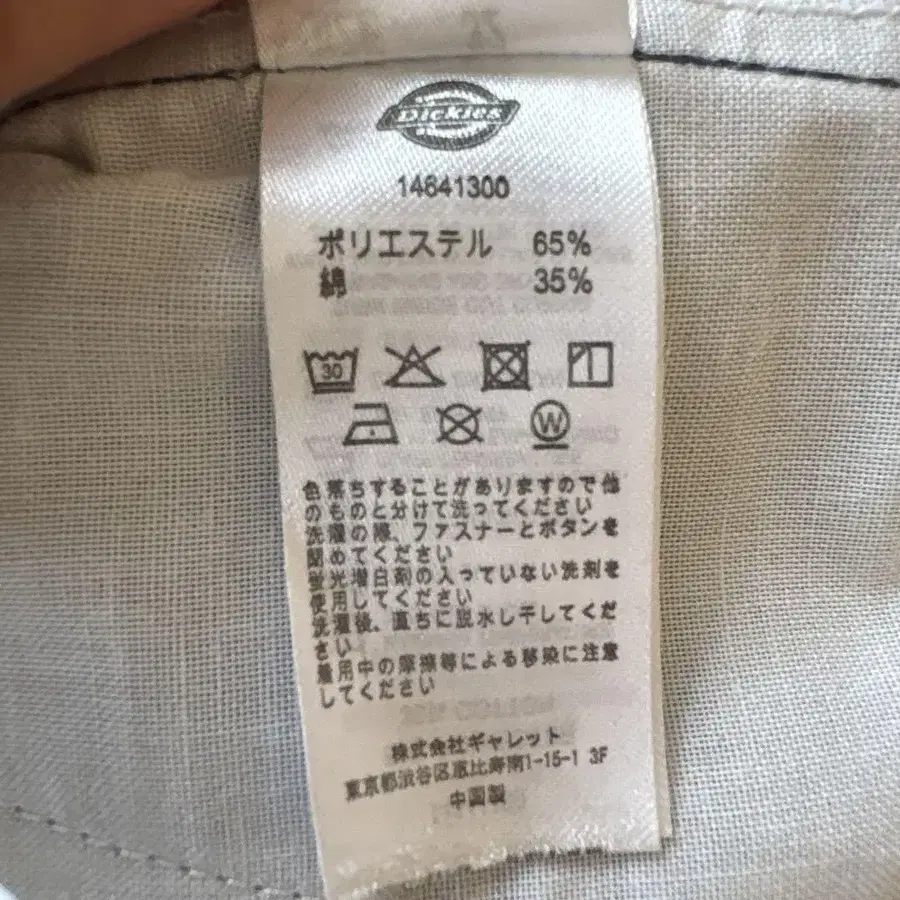 Dickies
14641300
ポリエステル 65%
綿 35%
30
W
色落ちすることがありますので他
のものと分けて洗ってください
洗濯の際、ファスナーとボタンを
閉めてください
蛍光増白剤の入っていない洗剤を
使用してください
洗濯後、直ちに脱水し干してくだ
さい
着用中の摩擦等による移染に注意
してください
株式会社ギャレット
東京都渋谷区恵比寿南1-15-1 3F
中国製